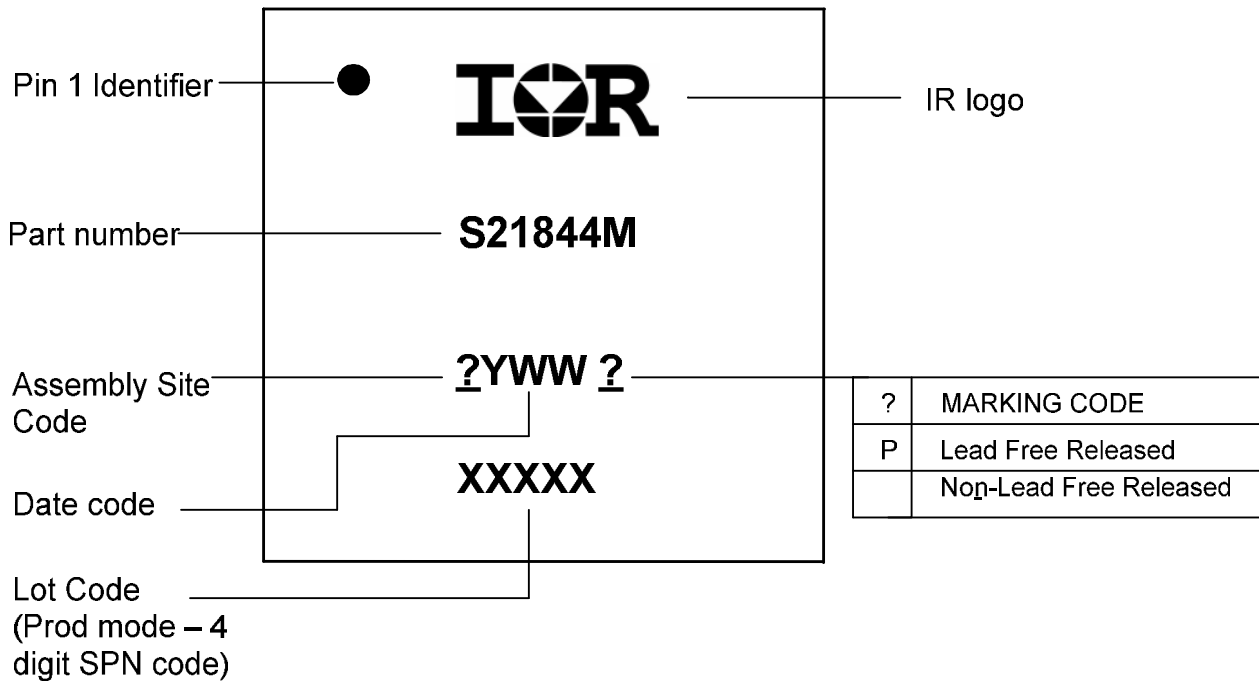 Pin 1 Identifier
IOR
IR logo
Part number
S21844M
Assembly Site
Code
?YWW ?
? MARKING CODE
P Lead Free Released
Non-Lead Free Released
Date code
XXXXX
Lot Code
(Prod mode – 4
digit SPN code)